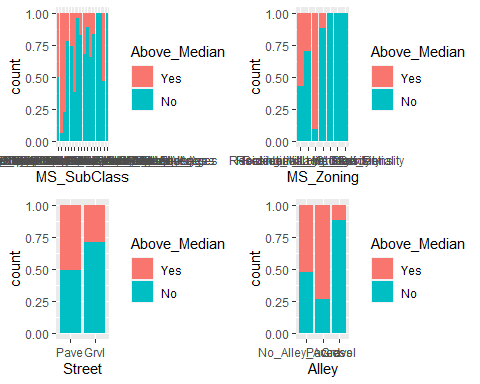 1.00
0.75
0.50
0.25
0.00
count
MS_SubClass
Above_Median
Yes
No
1.00
0.75
0.50
0.25
0.00
count
MS_Zoning
Above_Median
Yes
No
1.00
0.75
0.50
0.25
0.00
count
Pave Grvl
Street
Above_Median
Yes
No
1.00
0.75
0.50
0.25
0.00
count
Alley
Above_Median
Yes
No